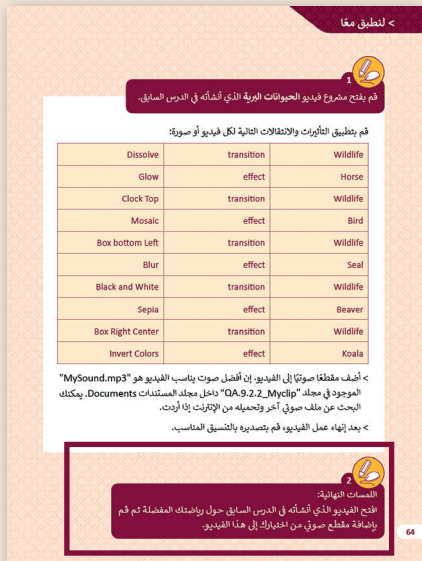 > لنطبق معًا
1
قم بفتح مشروع فيديو الحيوانات البرية الذي أنشأته في الدرس السابق.
قم بتطبيق التأثيرات والانتقالات التالية لكل فيديو أو صورة:
Dissolve transition Wildlife
Glow effect Horse
Clock Top transition Wildlife
Mosaic effect Bird
Box bottom Left transition Wildlife
Blur effect Seal
Black and White transition Wildlife
Sepia effect Beaver
Box Right Center transition Wildlife
Invert Colors effect Koala
> أضف مقطعًا صوتيًا إلى الفيديو. إن أفضل صوت يناسب الفيديو هو "MySound.mp3"
الموجود في مجلد "QA.9.2.2_Myclip" داخل مجلد المستندات Documents. يمكنك
البحث عن ملف صوتي آخر وتحميله من الإنترنت إذا أردت.
> بعد إنهاء عمل الفيديو، قم بتصديره بالتنسيق المناسب.
2
اللمسات النهائية:
افتح الفيديو الذي أنشأته في الدرس السابق حول رياضتك المفضلة ثم قم
بإضافة مقطع صوتي من اختيارك إلى هذا الفيديو.
64